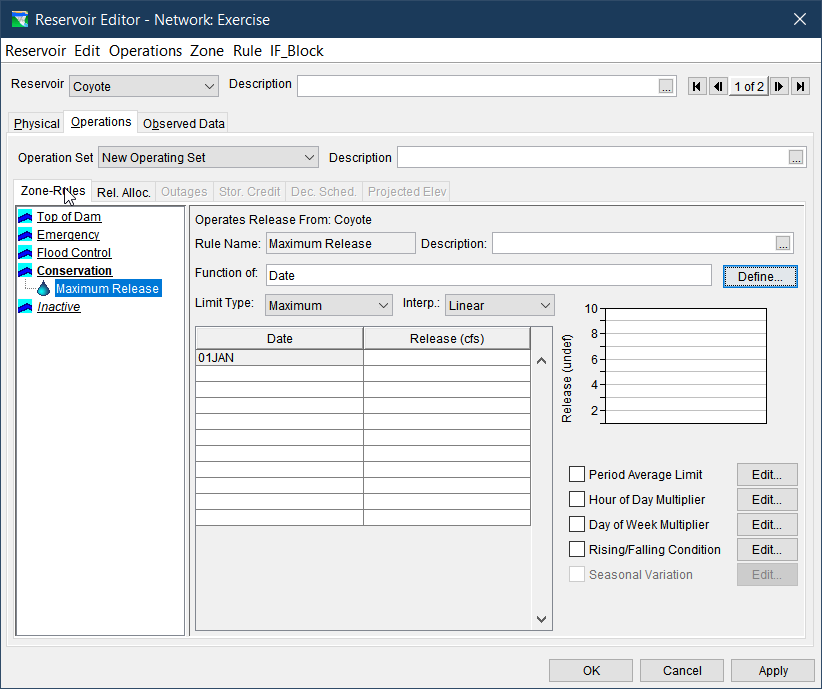 Reservoir Editor - Network: Exercise
Reservoir Edit Operations Zone Rule IF_Block
Reservoir Coyote Description ... 1 of 2
Physical Operations Observed Data
Operation Set New Operating Set Description ...
Zone-Rules Rel. Alloc. Outages Stor. Credit Dec. Sched. Projected Elev
Top of Dam
Emergency
Flood Control
Conservation
Maximum Release
Inactive
Operates Release From: Coyote
Rule Name: Maximum Release Description: ...
Function of: Date Define...
Limit Type: Maximum Interp.: Linear
Date Release (cfs)
01JAN
Release (undef)
10
8
6
4
2
Period Average Limit Edit...
Hour of Day Multiplier Edit...
Day of Week Multiplier Edit...
Rising/Falling Condition Edit...
Seasonal Variation Edit...
OK Cancel Apply